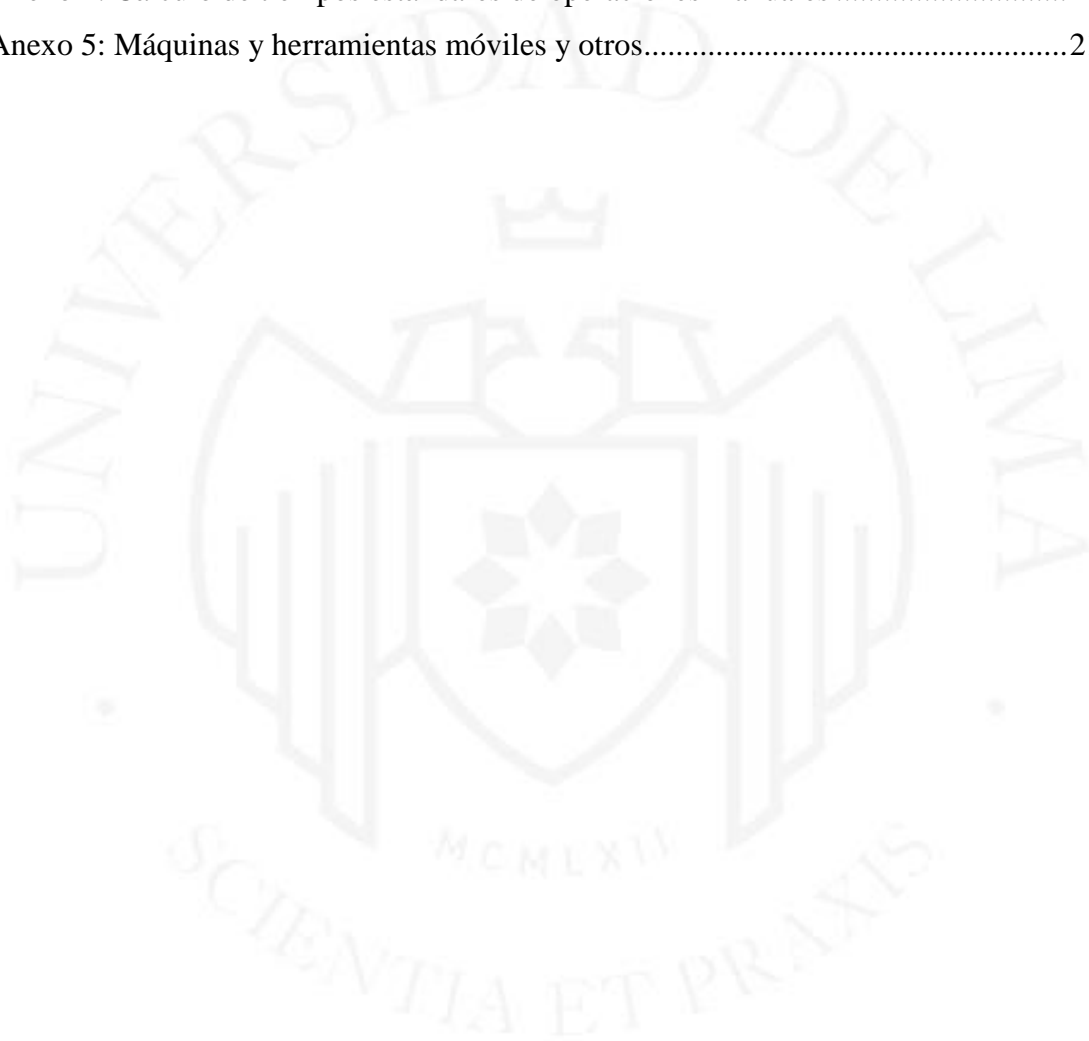 Anexo 5: Máquinas y herramientas móviles y otros..............................................2
UNIVERSIDAD DE LIMA
MCMLXII
SCIENTIA ET PRAXIS